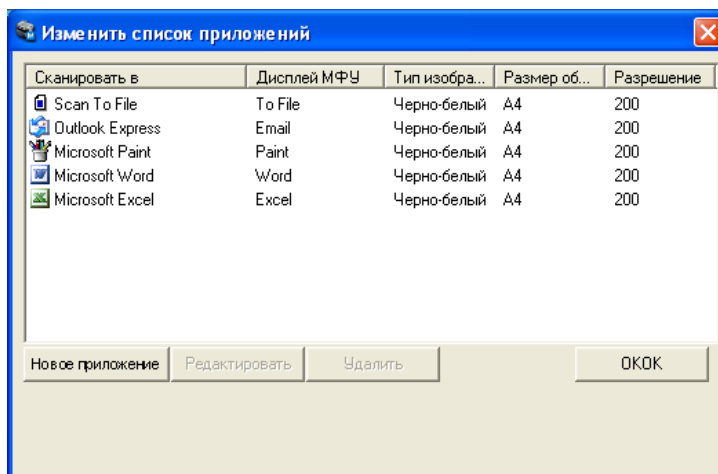 Изменить список приложений
Сканировать в Дисплей МФУ Тип изобра... Размер об... Разрешение
Scan To File To File Черно-белый A4 200
Outlook Express Email Черно-белый A4 200
Microsoft Paint Paint Черно-белый A4 200
Microsoft Word Word Черно-белый A4 200
Microsoft Excel Excel Черно-белый A4 200
Новое приложение Редактировать Удалить OKOK